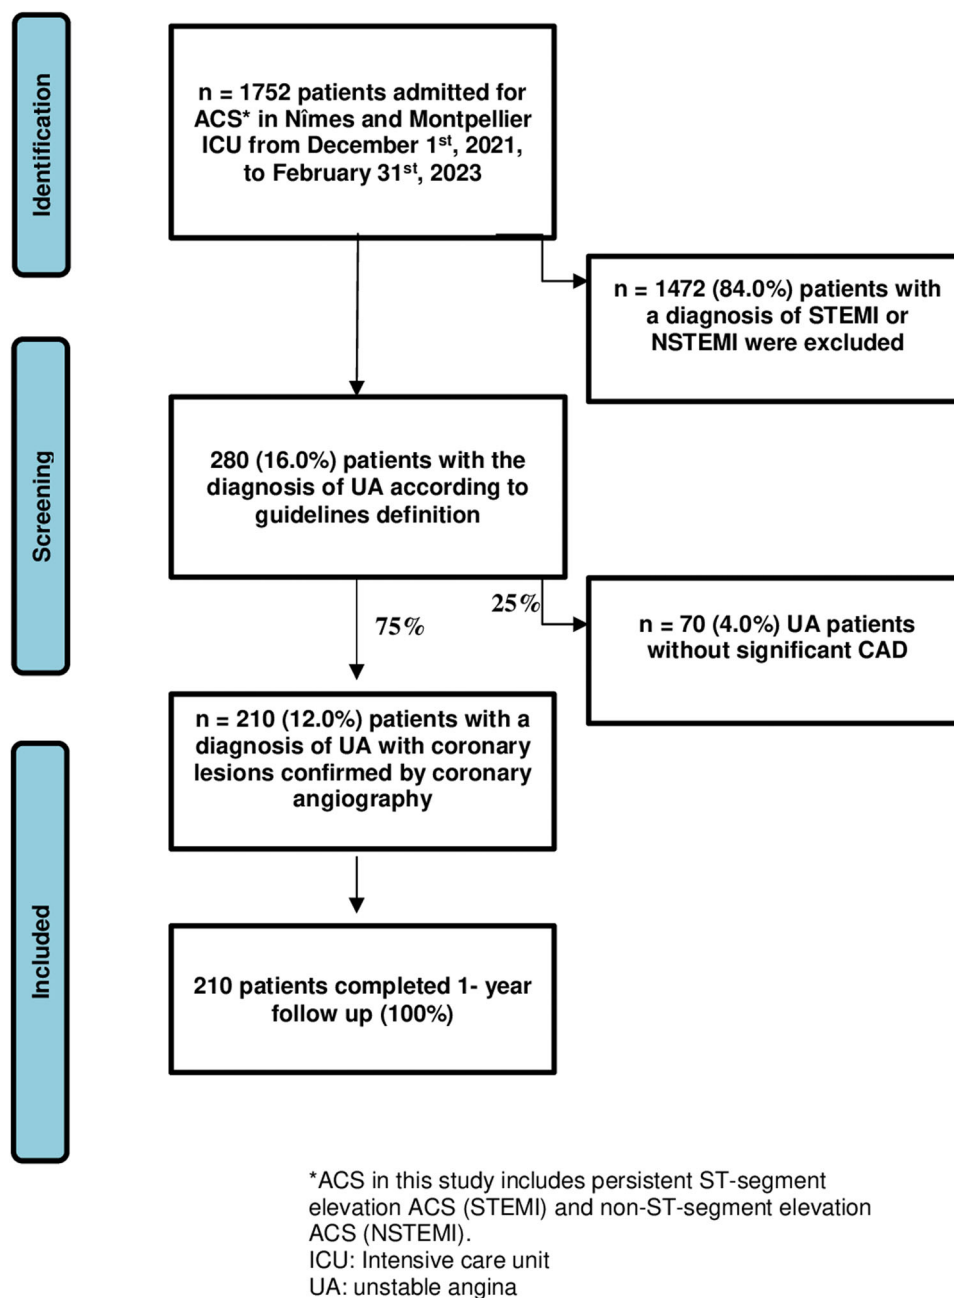 Identification
n = 1752 patients admitted for
ACS* in Nîmes and Montpellier
ICU from December 1st, 2021,
to February 31st, 2023
n = 1472 (84.0%) patients with
a diagnosis of STEMI or
NSTEMI were excluded
Screening
280 (16.0%) patients with the
diagnosis of UA according to
guidelines definition
75%
25%
n = 70 (4.0%) UA patients
without significant CAD
Included
n = 210 (12.0%) patients with a
diagnosis of UA with coronary
lesions confirmed by coronary
angiography
210 patients completed 1- year
follow up (100%)
*ACS in this study includes persistent ST-segment
elevation ACS (STEMI) and non-ST-segment elevation
ACS (NSTEMI).
ICU: Intensive care unit
UA: unstable angina